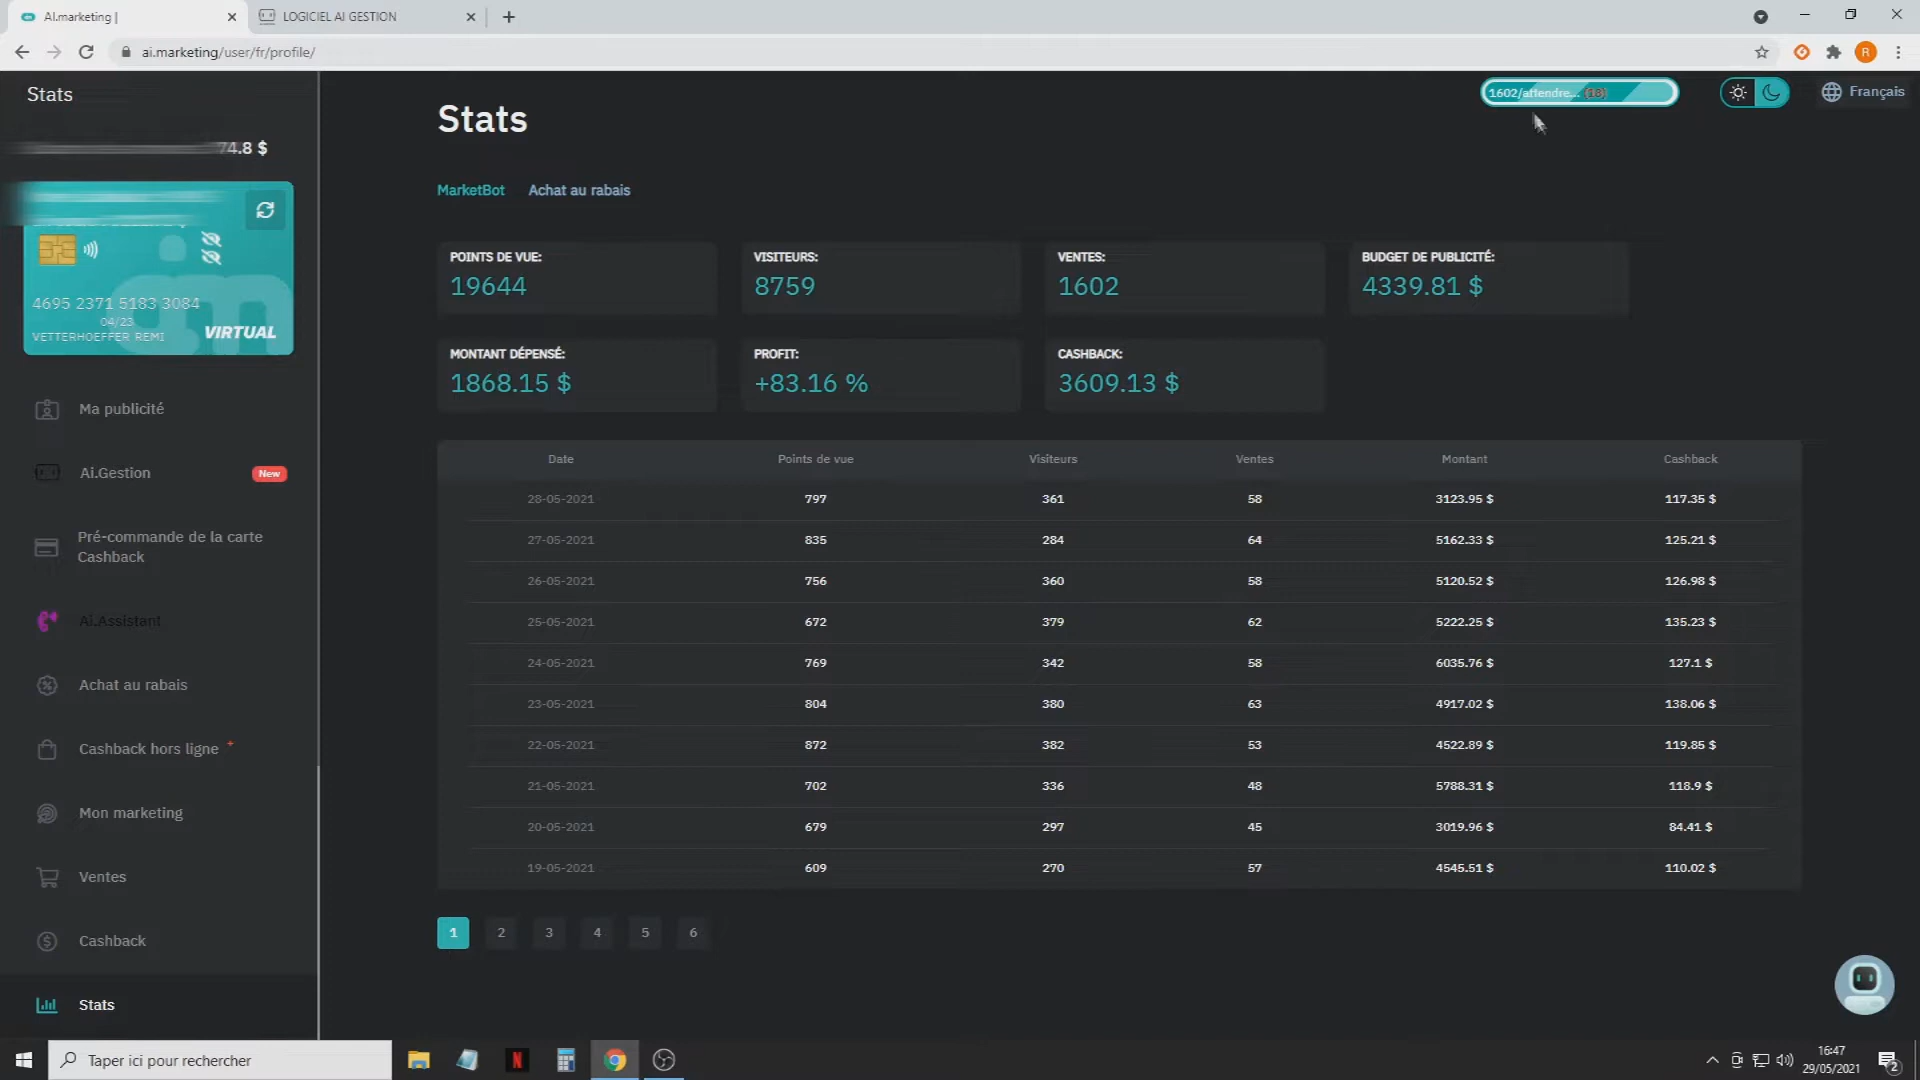 AI.marketing |
LOGICIEL AI GESTION
ai.marketing/user/fr/profile/
R
Stats
74.8 $
4695 2371 5183 3084
04/23
VETTERHOEFFER REMI
VIRTUAL
Ma publicité
Ai.Gestion
New
Pré-commande de la carte
Cashback
Ai.Assistant
Achat au rabais
Cashback hors ligne +
Mon marketing
Ventes
Cashback
Stats
Stats
1602/attendre...
Français
MarketBot Achat au rabais
POINTS DE VUE: VISITEURS: VENTES: BUDGET DE PUBLICITÉ:
19644 8759 1602 4339.81 $
MONTANT DÉPENSÉ: PROFIT: CASHBACK:
1868.15 $ +83.16 % 3609.13 $
Date Points de vue Visiteurs Ventes Montant Cashback
28-05-2021 797 361 58 3123.95 $ 117.35 $
27-05-2021 835 284 64 5162.33 $ 125.21 $
26-05-2021 756 360 58 5120.52 $ 126.98 $
25-05-2021 672 379 62 5222.25 $ 135.23 $
24-05-2021 769 342 58 6035.76 $ 127.1 $
23-05-2021 804 380 63 4917.02 $ 138.06 $
22-05-2021 872 382 53 4522.89 $ 119.85 $
21-05-2021 702 336 48 5788.31 $ 118.9 $
20-05-2021 679 297 45 3019.96 $ 84.41 $
19-05-2021 609 270 57 4545.51 $ 110.02 $
1 2 3 4 5 6
Taper ici pour rechercher
N
16:47
29/05/2021
2